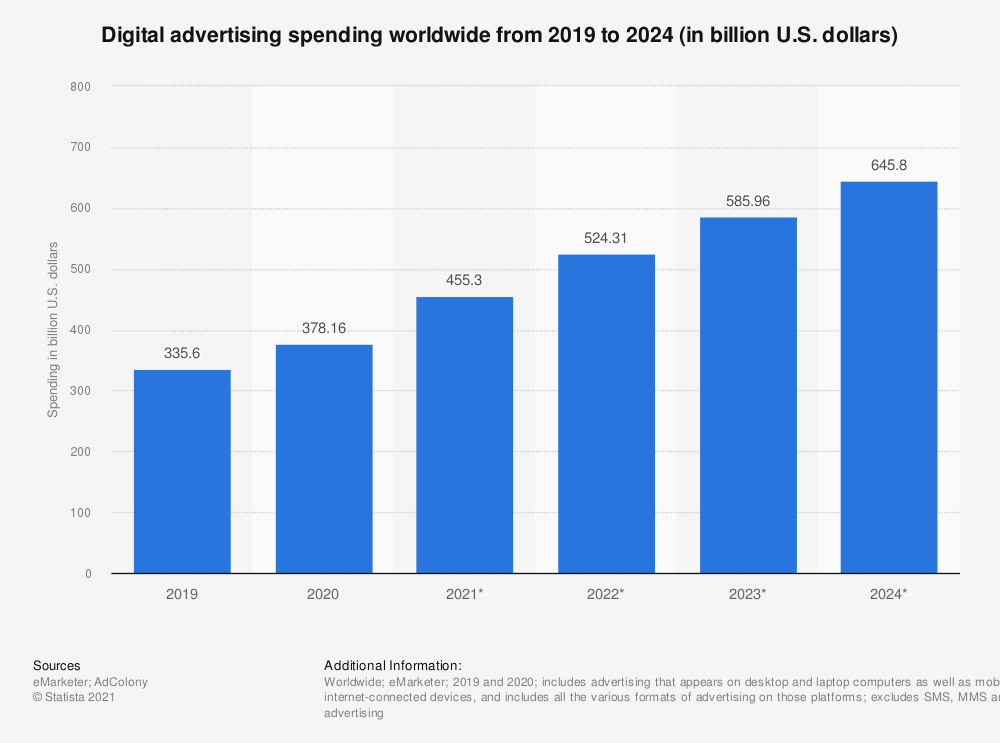 Digital advertising spending worldwide from 2019 to 2024 (in billion U.S. dollars)
Spending in billion U.S. dollars
800
700
600
500
400
300
200
100
0
335.6
378.16
455.3
524.31
585.96
645.8
2019
2020
2021*
2022*
2023*
2024*
Sources
eMarketer; AdColony
© Statista 2021
Additional Information:
Worldwide; eMarketer; 2019 and 2020; includes advertising that appears on desktop and laptop computers as well as
internet-connected devices, and includes all the various formats of advertising on those platforms; excludes SMS, MMS
advertising